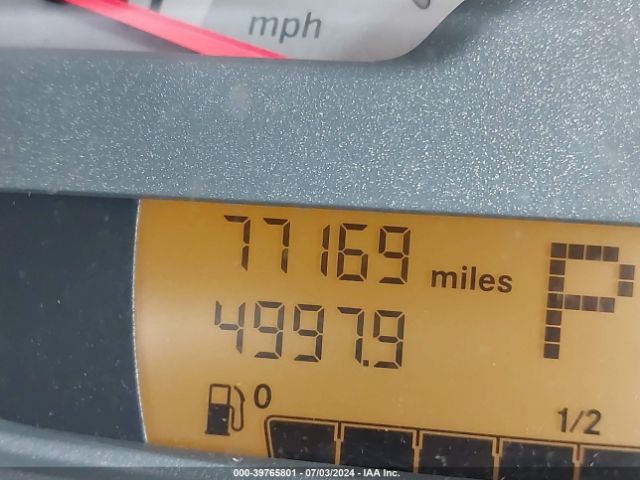 mph
77169 miles
4997.9
P
0 1/2
000-39765801 - 07/03/2024 - IAA Inc.